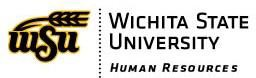 wsu
WICHITA STATE
UNIVERSITY
HUMAN RESOURCES